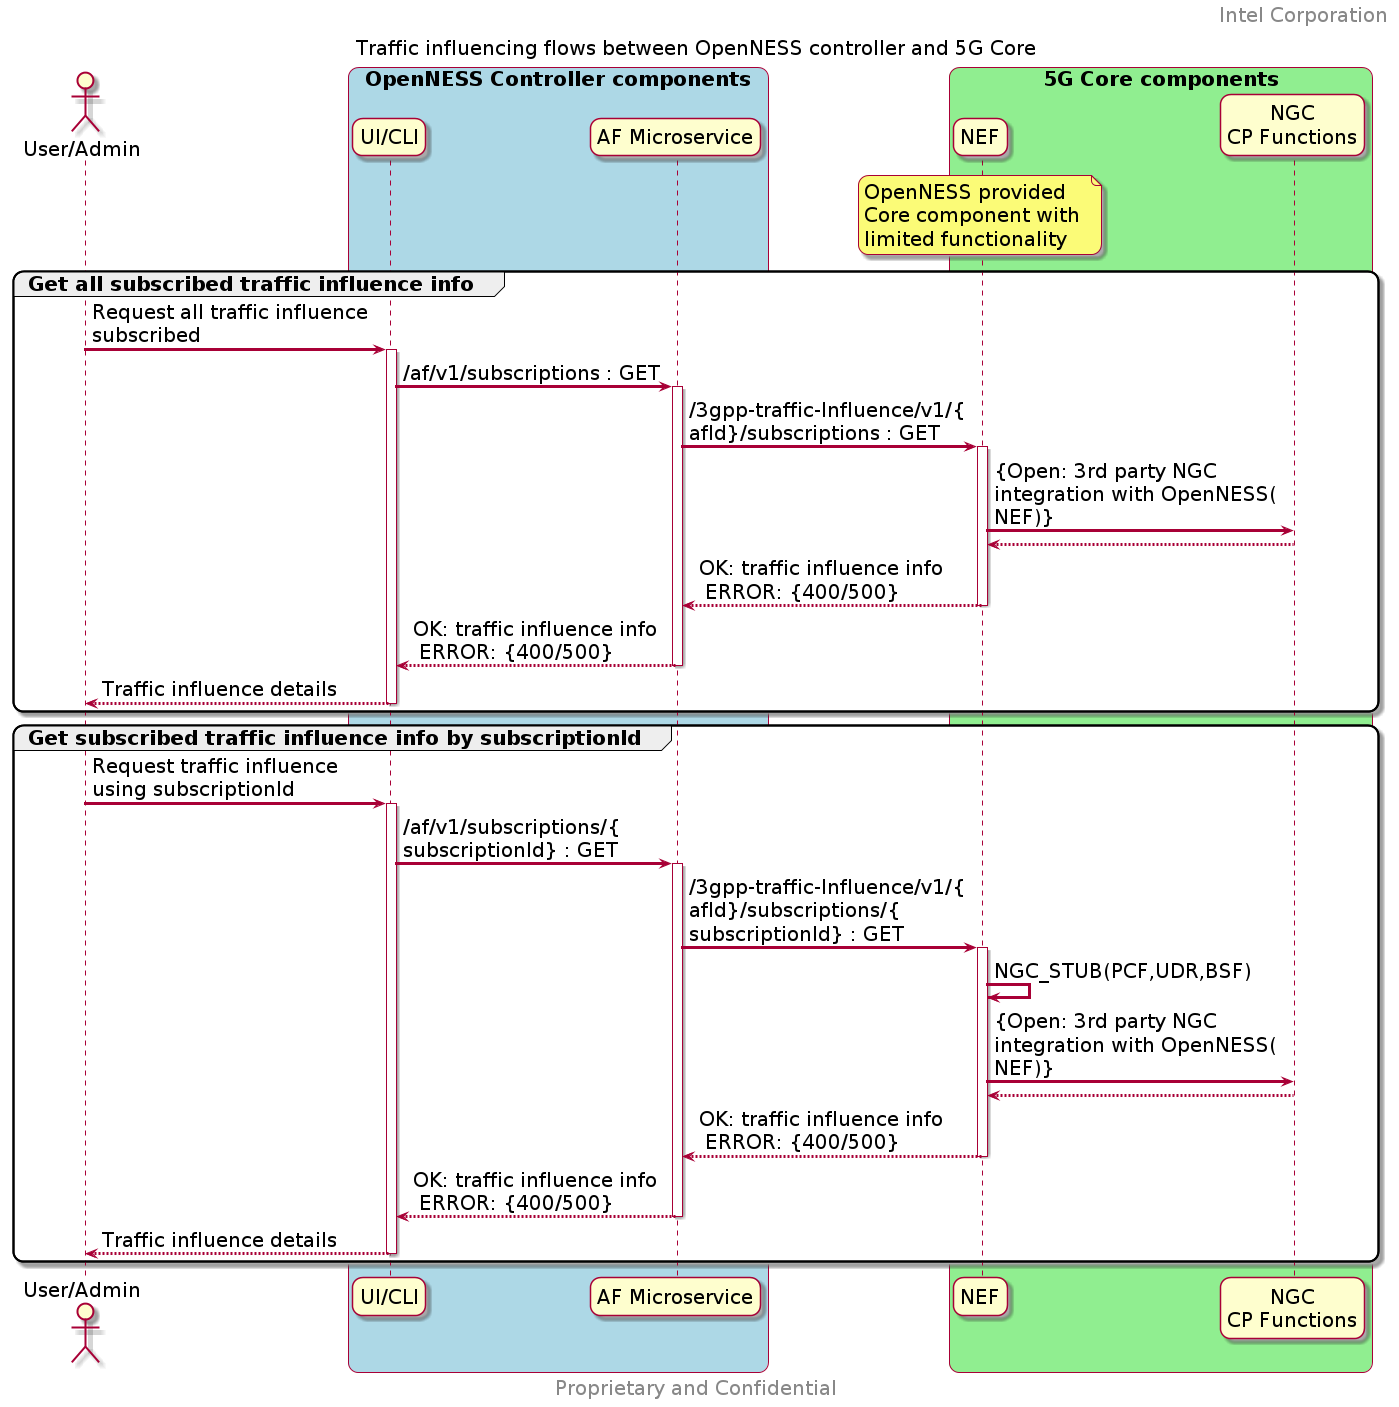 Intel Corporation
Traffic influencing flows between OpenNESS controller and 5G Core
OpenNESS Controller components
5G Core components
User/Admin
UI/CLI
AF Microservice
NEF
NGC
CP Functions
OpenNESS provided
Core component with
limited functionality
Get all subscribed traffic influence info
Request all traffic influence
subscribed
/af/v1/subscriptions : GET
/3gpp-traffic-Influence/v1/{
afId}/subscriptions : GET
{Open: 3rd party NGC
integration with OpenNESS(
NEF)}
OK: traffic influence info
ERROR: {400/500}
OK: traffic influence info
ERROR: {400/500}
Traffic influence details
Get subscribed traffic influence info by subscriptionId
Request traffic influence
using subscriptionId
/af/v1/subscriptions/{
subscriptionId} : GET
/3gpp-traffic-Influence/v1/{
afId}/subscriptions/{
subscriptionId} : GET
NGC_STUB(PCF,UDR,BSF)
{Open: 3rd party NGC
integration with OpenNESS(
NEF)}
OK: traffic influence info
ERROR: {400/500}
OK: traffic influence info
ERROR: {400/500}
Traffic influence details
User/Admin
UI/CLI
AF Microservice
NEF
NGC
CP Functions
Proprietary and Confidential